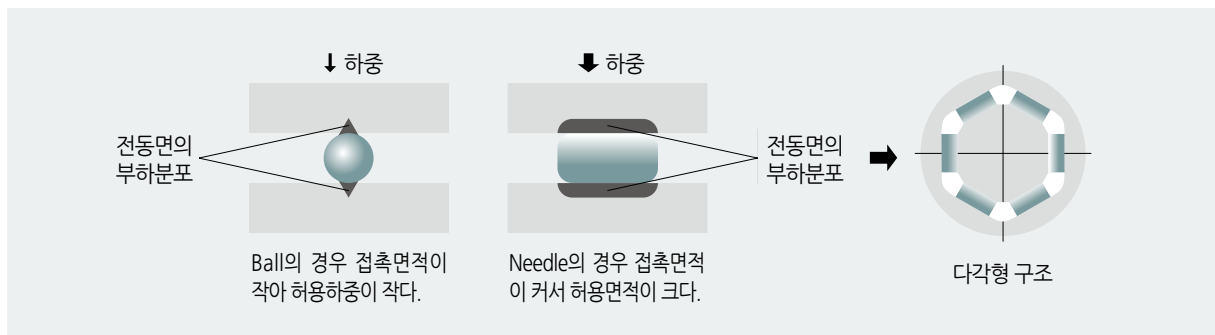 하중
하중
전동면의
부하분포
전동면의
부하분포
Ball의 경우 접촉면적이
작아 허용하중이 작다.
Needle의 경우 접촉면적
이 커서 허용면적이 크다.
다각형 구조